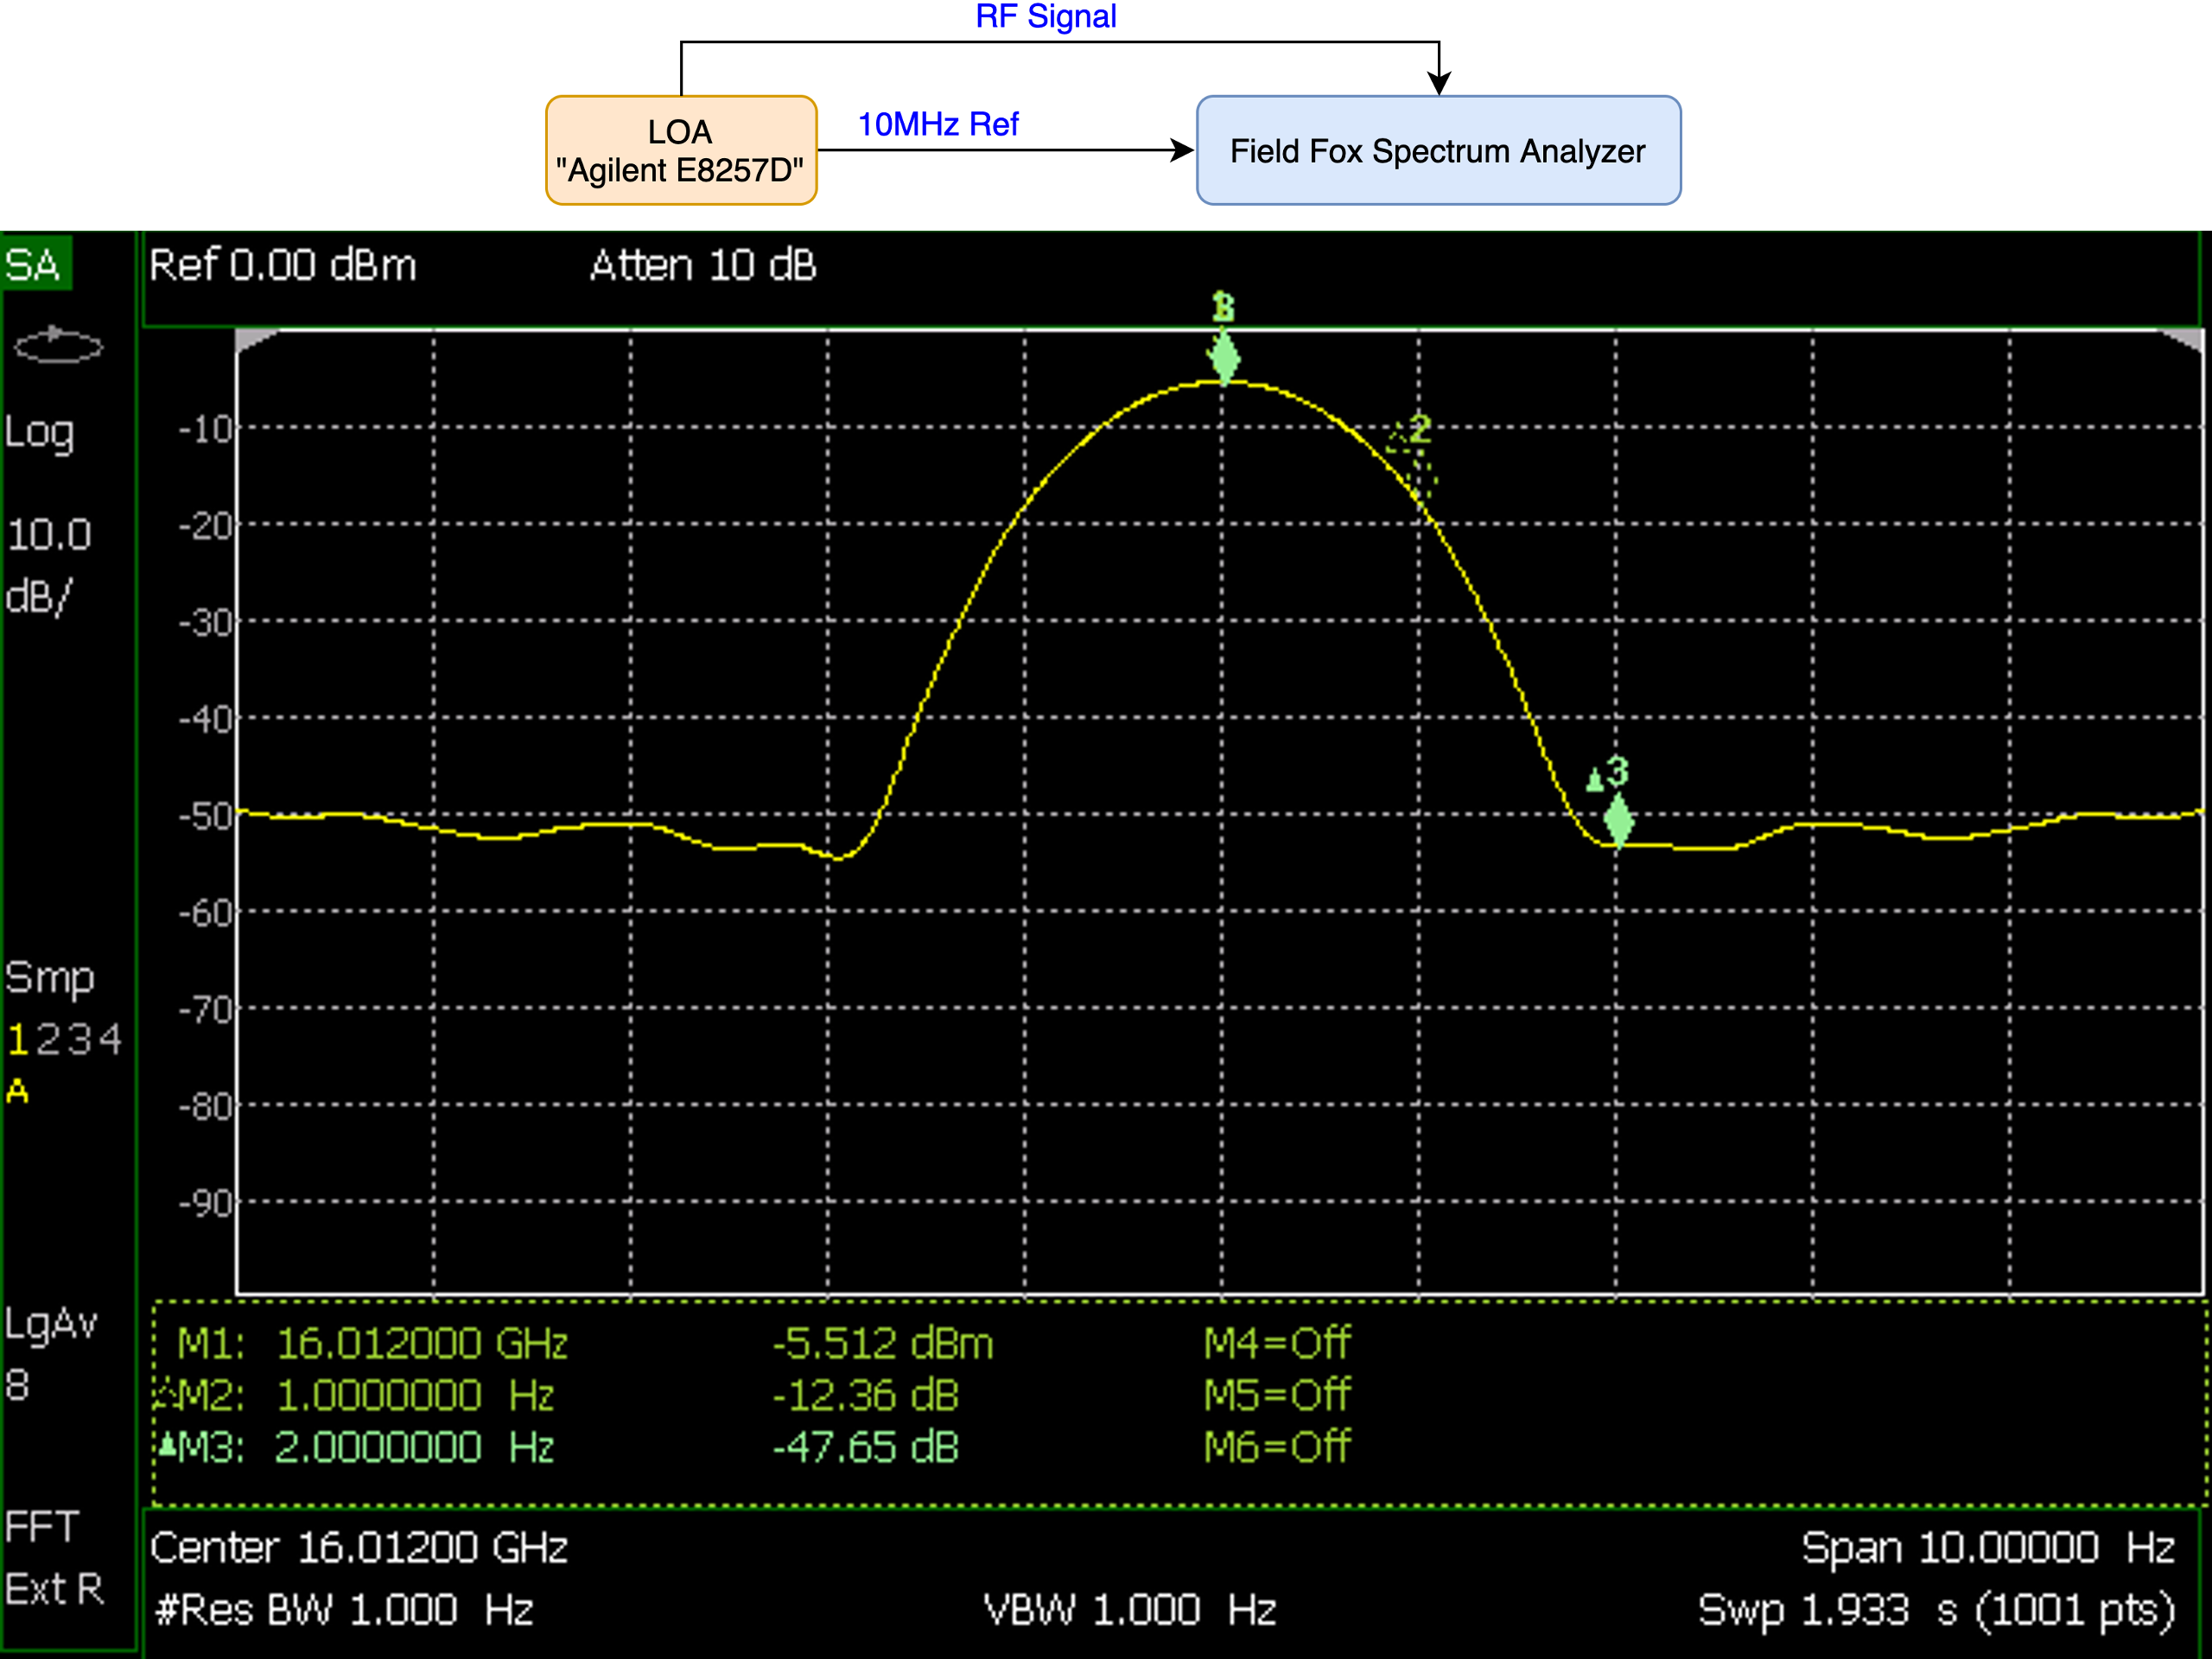 RF Signal
LOA
"Agilent E8257D"
10MHz Ref
Field Fox Spectrum Analyzer
SA
Ref 0.00 dBm
Atten 10 dB
Log
10.0
dB/
-10
-20
-30
-40
-50
-60
-70
-80
-90
2
3
Smp
1 2 3 4
A
LgAv
8
FFT
Ext R
M1: 16.012000 GHz -5.512 dBm M4=Off
M2: 1.0000000 Hz -12.36 dB M5=Off
M3: 2.0000000 Hz -47.65 dB M6=Off
Center 16.01200 GHz
Span 10.00000 Hz
#Res BW 1.000 Hz
VBW 1.000 Hz
Swp 1.933 s (1001 pts)